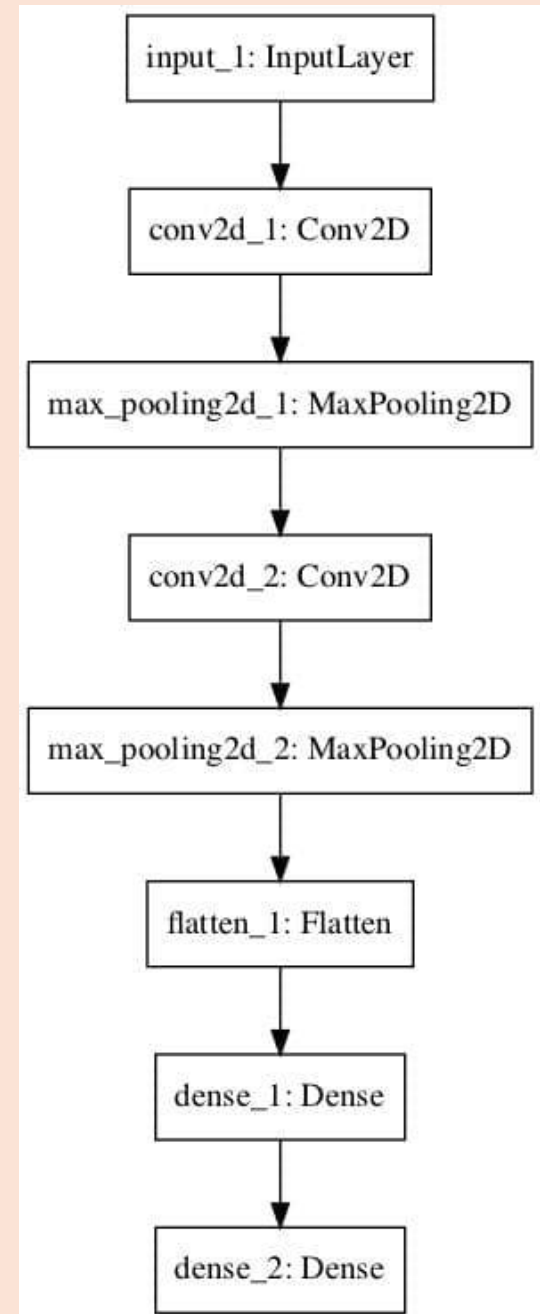 input_1: InputLayer
conv2d_1: Conv2D
max_pooling2d_1: MaxPooling2D
conv2d_2: Conv2D
max_pooling2d_2: MaxPooling2D
flatten_1: Flatten
dense_1: Dense
dense_2: Dense